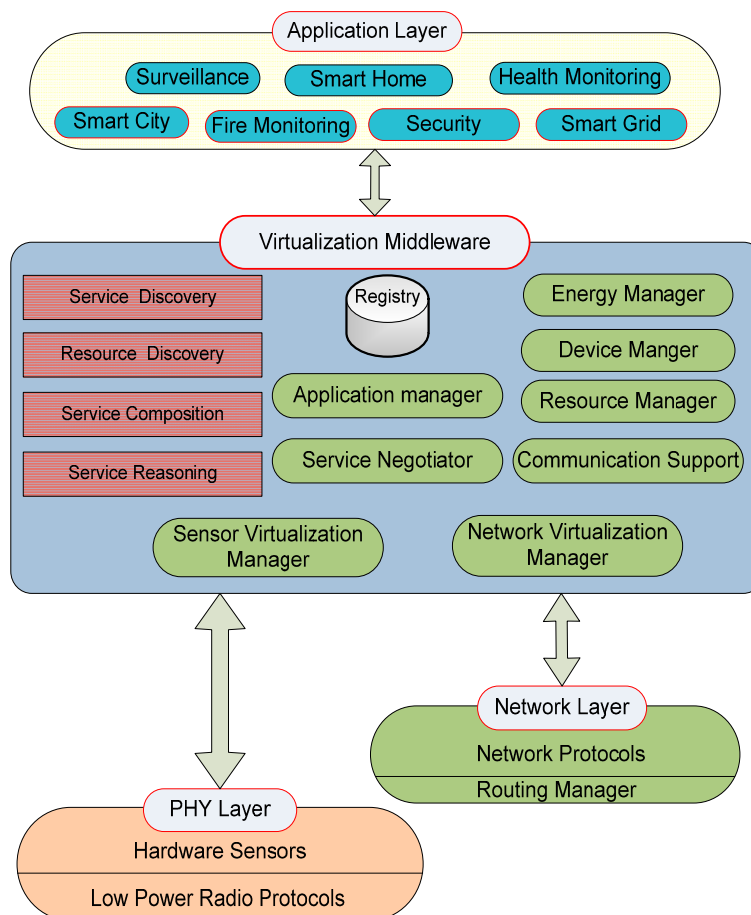 Application Layer
Surveillance
Smart Home
Health Monitoring
Smart City
Fire Monitoring
Security
Smart Grid
Virtualization Middleware
Service Discovery
Resource Discovery
Service Composition
Service Reasoning
Registry
Application manager
Service Negotiator
Energy Manager
Device Manger
Resource Manager
Communication Support
Sensor Virtualization
Manager
Network Virtualization
Manager
Network Layer
Network Protocols
Routing Manager
PHY Layer
Hardware Sensors
Low Power Radio Protocols